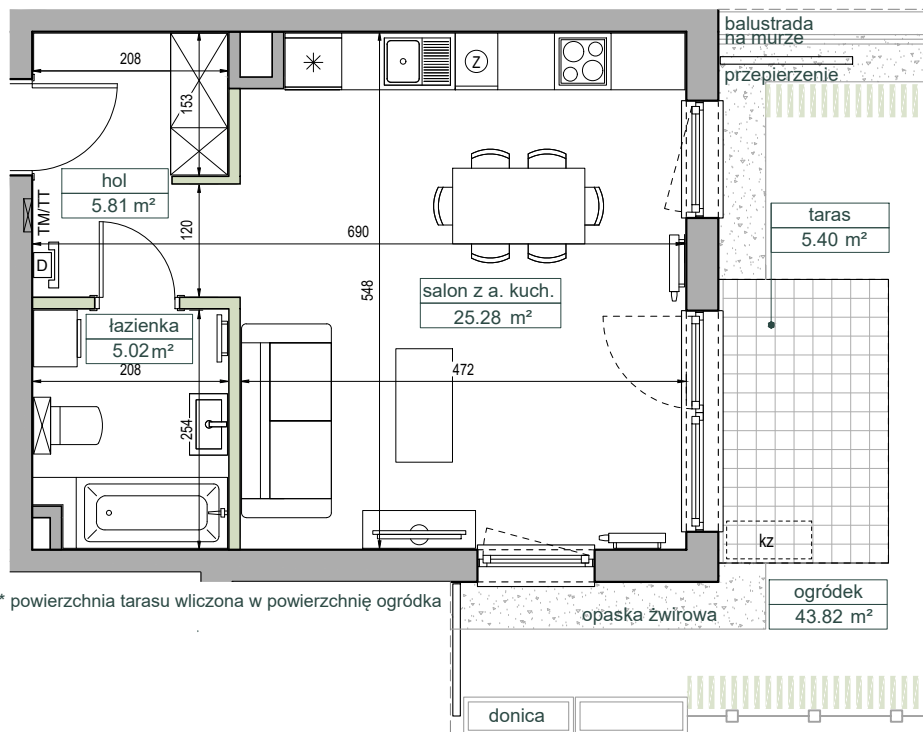 balustrada
na murze
przepierzenie
208
153
Z
hol
5.81 m²
TM/TT
120
690
taras
5.40 m²
D
548
salon z a. kuch.
25.28 m²
łazienka
5.02 m²
208
472
254
kz
* powierzchnia tarasu wliczona w powierzchnię ogródka
opaska żwirowa
ogródek
43.82 m²
donica